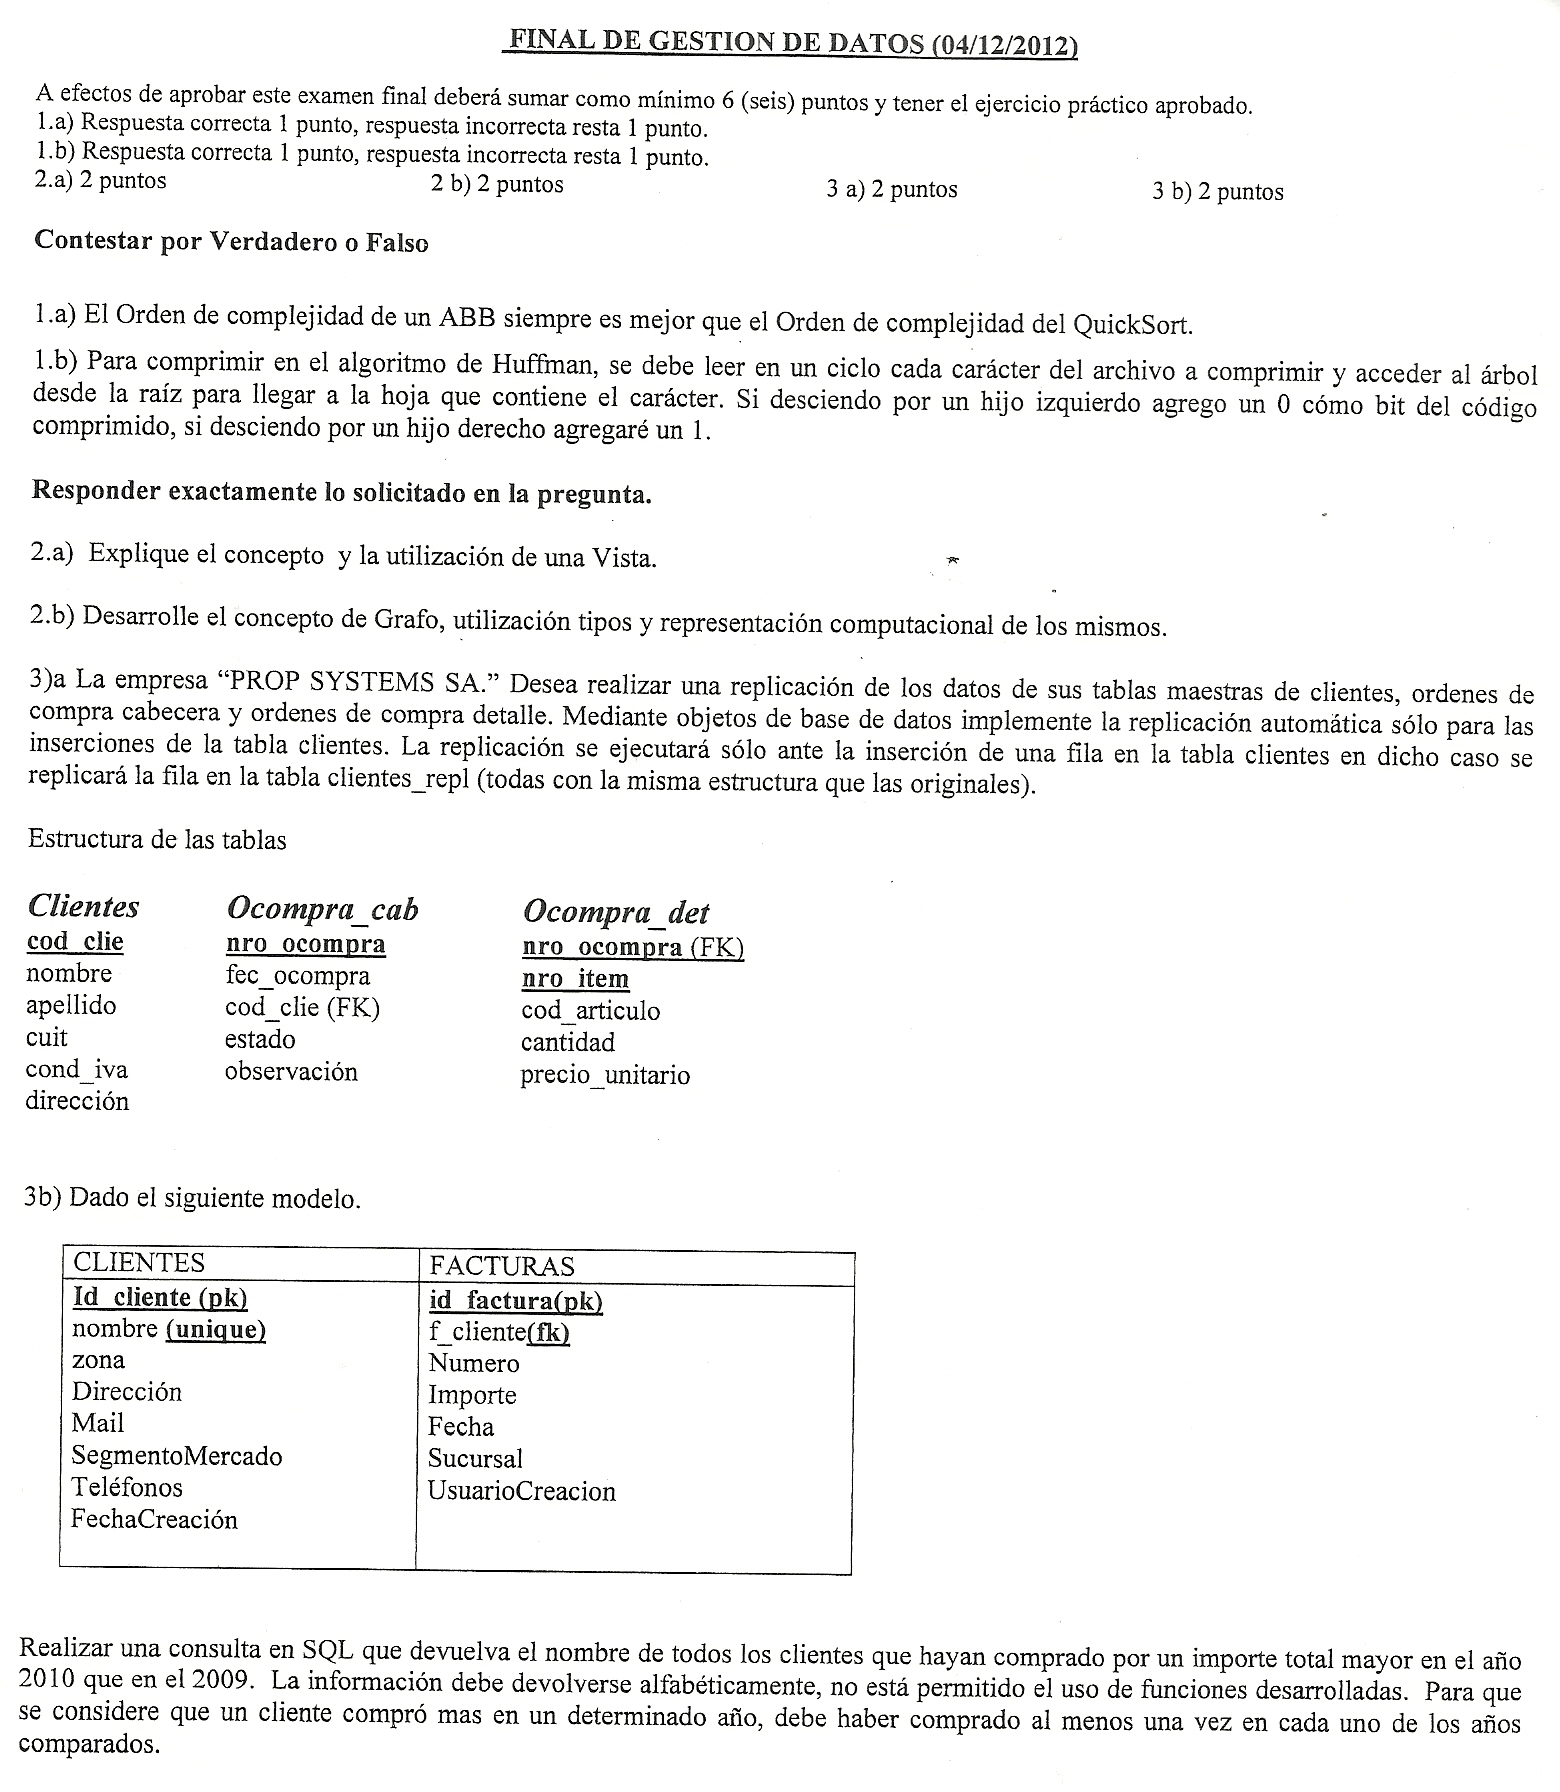 FINAL DE GESTION DE DATOS (04/12/2012)
A efectos de aprobar este examen final deberá sumar como mínimo 6 (seis) puntos y tener el ejercicio práctico aprobado.
1.a) Respuesta correcta 1 punto, respuesta incorrecta resta 1 punto.
1.b) Respuesta correcta 1 punto, respuesta incorrecta resta 1 punto.
2.a) 2 puntos 2 b) 2 puntos 3 a) 2 puntos 3 b) 2 puntos
Contestar por Verdadero o Falso
1.a) El Orden de complejidad de un ABB siempre es mejor que el Orden de complejidad del QuickSort.
1.b) Para comprimir en el algoritmo de Huffman, se debe leer en un ciclo cada carácter del archivo a comprimir y acceder al árbol
desde la raíz para llegar a la hoja que contiene el carácter. Si desciendo por un hijo izquierdo agrego un 0 cómo bit del código
comprimido, si desciendo por un hijo derecho agregaré un 1.
Responder exactamente lo solicitado en la pregunta.
2.a) Explique el concepto y la utilización de una Vista.
2.b) Desarrolle el concepto de Grafo, utilización tipos y representación computacional de los mismos.
3)a La empresa “PROP SYSTEMS SA.” Desea realizar una replicación de los datos de sus tablas maestras de clientes, ordenes de
compra cabecera y ordenes de compra detalle. Mediante objetos de base de datos implemente la replicación automática sólo para las
inserciones de la tabla clientes. La replicación se ejecutará sólo ante la inserción de una fila en la tabla clientes en dicho caso se
replicará la fila en la tabla clientes_repl (todas con la misma estructura que las originales).
Estructura de las tablas
Clientes Ocompra_cab Ocompra_det
cod_clie nro_ocompra nro_ocompra (FK)
nombre fec_ocompra nro_item
apellido cod_clie (FK) cod_articulo
cuit estado cantidad
cond_iva observación precio_unitario
dirección
3b) Dado el siguiente modelo.
CLIENTES FACTURAS
Id_cliente (pk) id_factura(pk)
nombre (unique) f_cliente(fk)
zona Numero
Dirección Importe
Mail Fecha
SegmentoMercado Sucursal
Teléfonos UsuarioCreacion
FechaCreación
Realizar una consulta en SQL que devuelva el nombre de todos los clientes que hayan comprado por un importe total mayor en el año
2010 que en el 2009. La información debe devolverse alfabéticamente, no está permitido el uso de funciones desarrolladas. Para que
se considere que un cliente compró mas en un determinado año, debe haber comprado al menos una vez en cada uno de los años
comparados.